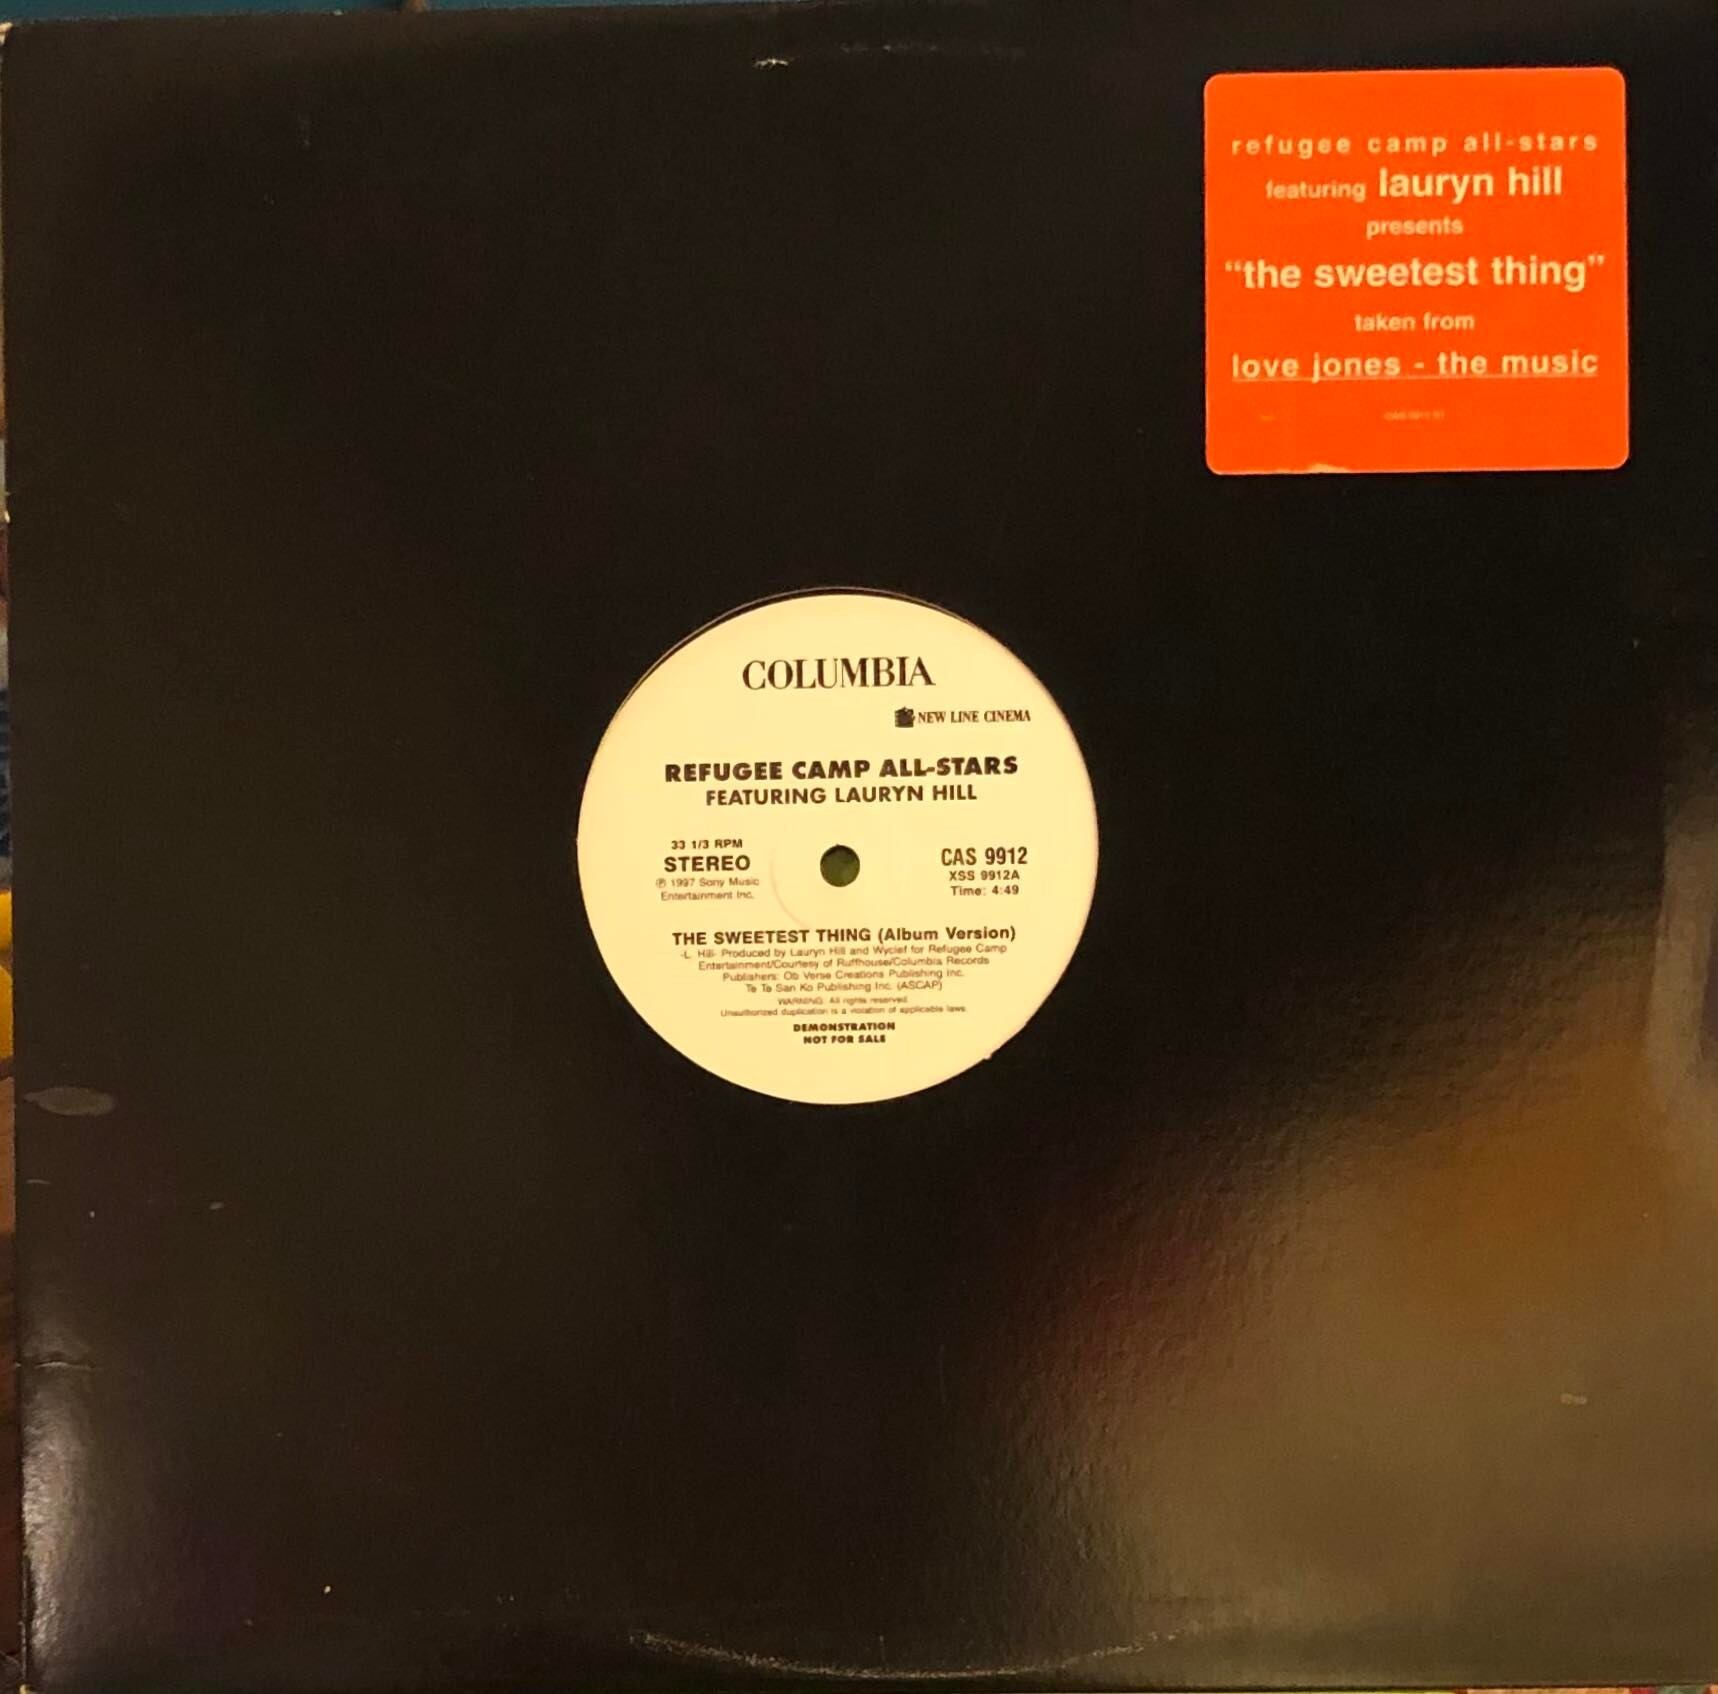 refugee camp all-stars
featuring lauryn hill
presents
"the sweetest thing"
taken from
love jones - the music
COLUMBIA
NEW LINE CINEMA
REFUGEE CAMP ALL-STARS
FEATURING LAURYN HILL
33 1/3 RPM
STEREO
℗ 1997 Sony Music
Entertainment Inc.
CAS 9912
XSS 9912A
Time: 4:49
THE SWEETEST THING (Album Version)
-L. Hill- Produced by Lauryn Hill and Wyclef for Refugee Camp
Entertainment/Courtesy of Ruffhouse/Columbia Records
Publishers: Ob Verse Creations Publishing Inc.
Te Te San Ko Publishing Inc. (ASCAP)
WARNING: All rights reserved.
Unauthorized duplication is a violation of applicable laws.
DEMONSTRATION
NOT FOR SALE